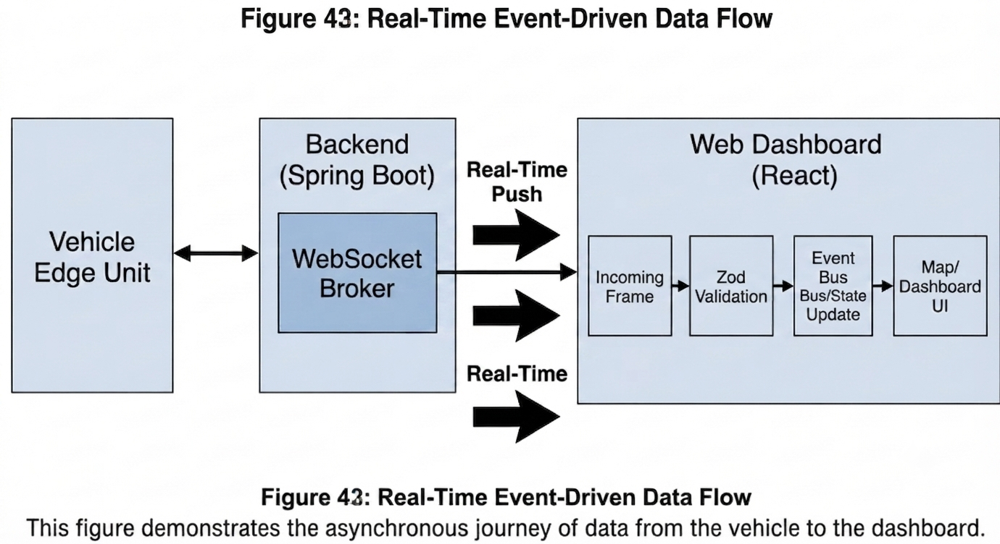 Figure 43: Real-Time Event-Driven Data Flow
Vehicle
Edge Unit
Backend
(Spring Boot)
WebSocket
Broker
Real-Time
Push
Real-Time
Web Dashboard
(React)
Incoming
Frame
Zod
Validation
Event
Bus
Bus/State
Update
Map/
Dashboard
UI
Figure 43: Real-Time Event-Driven Data Flow
This figure demonstrates the asynchronous journey of data from the vehicle to the dashboard.